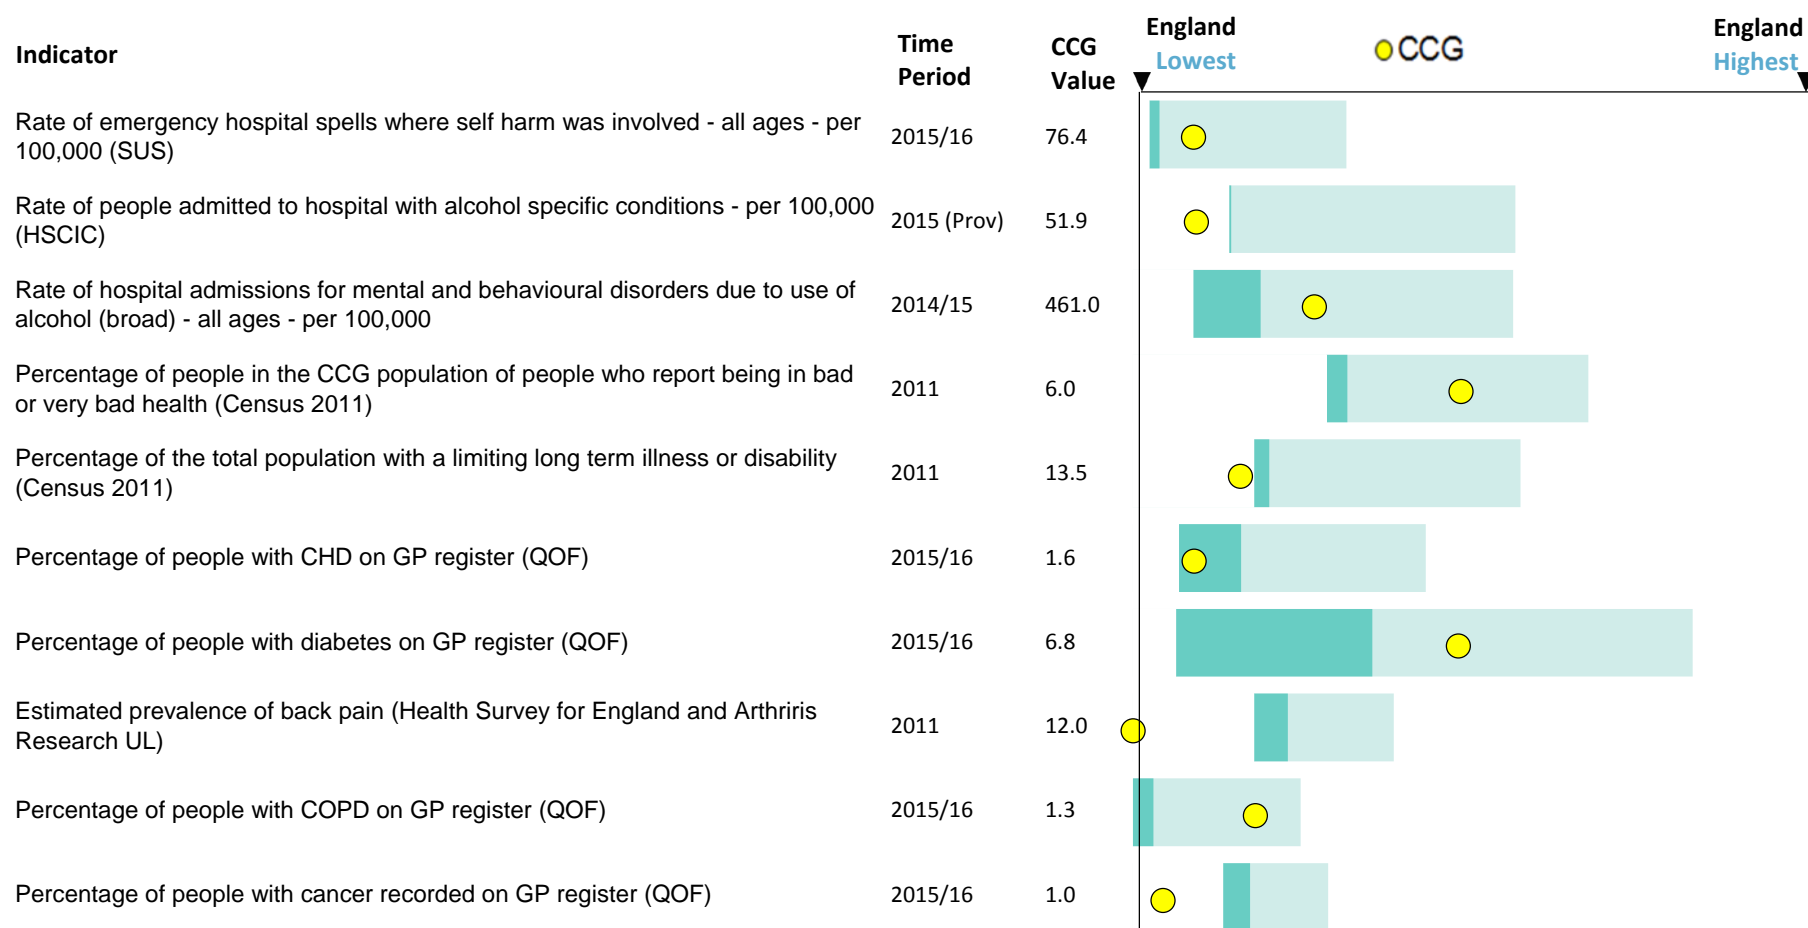 Indicator
Time
Period
CCG
Value
England
Lowest
CCG
England
Highest
Rate of emergency hospital spells where self harm was involved - all ages - per
100,000 (SUS)
2015/16
76.4
Rate of people admitted to hospital with alcohol specific conditions - per 100,000
(HSCIC)
2015 (Prov)
51.9
Rate of hospital admissions for mental and behavioural disorders due to use of
alcohol (broad) - all ages - per 100,000
2014/15
461.0
Percentage of people in the CCG population of people who report being in bad
or very bad health (Census 2011)
2011
6.0
Percentage of the total population with a limiting long term illness or disability
(Census 2011)
2011
13.5
Percentage of people with CHD on GP register (QOF)
2015/16
1.6
Percentage of people with diabetes on GP register (QOF)
2015/16
6.8
Estimated prevalence of back pain (Health Survey for England and Arthriris
Research UL)
2011
12.0
Percentage of people with COPD on GP register (QOF)
2015/16
1.3
Percentage of people with cancer recorded on GP register (QOF)
2015/16
1.0